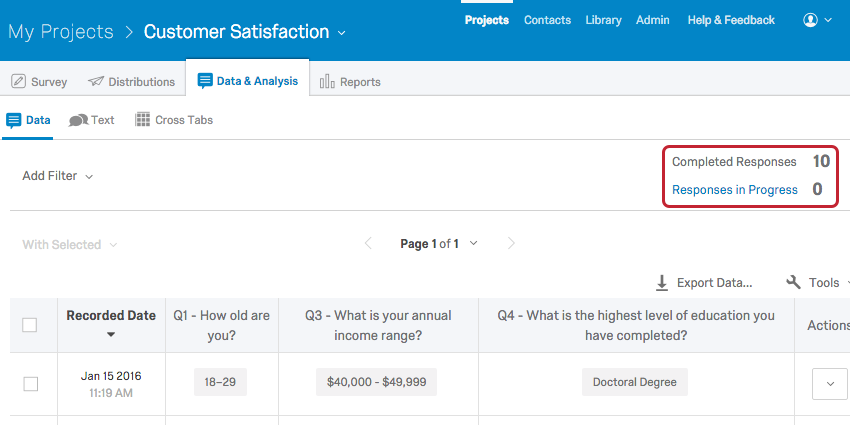 Projects Contacts Library Admin Help & Feedback
My Projects > Customer Satisfaction
Survey Distributions Data & Analysis Reports
Data Text Cross Tabs
Add Filter
Completed Responses 10
Responses in Progress 0
With Selected
Page 1 of 1
Export Data... Tools
Recorded Date
Q1 - How old are
you?
Q3 - What is your annual
income range?
Q4 - What is the highest level of education you
have completed?
Actions
Jan 15 2016
11:19 AM
18–29
$40,000 - $49,999
Doctoral Degree